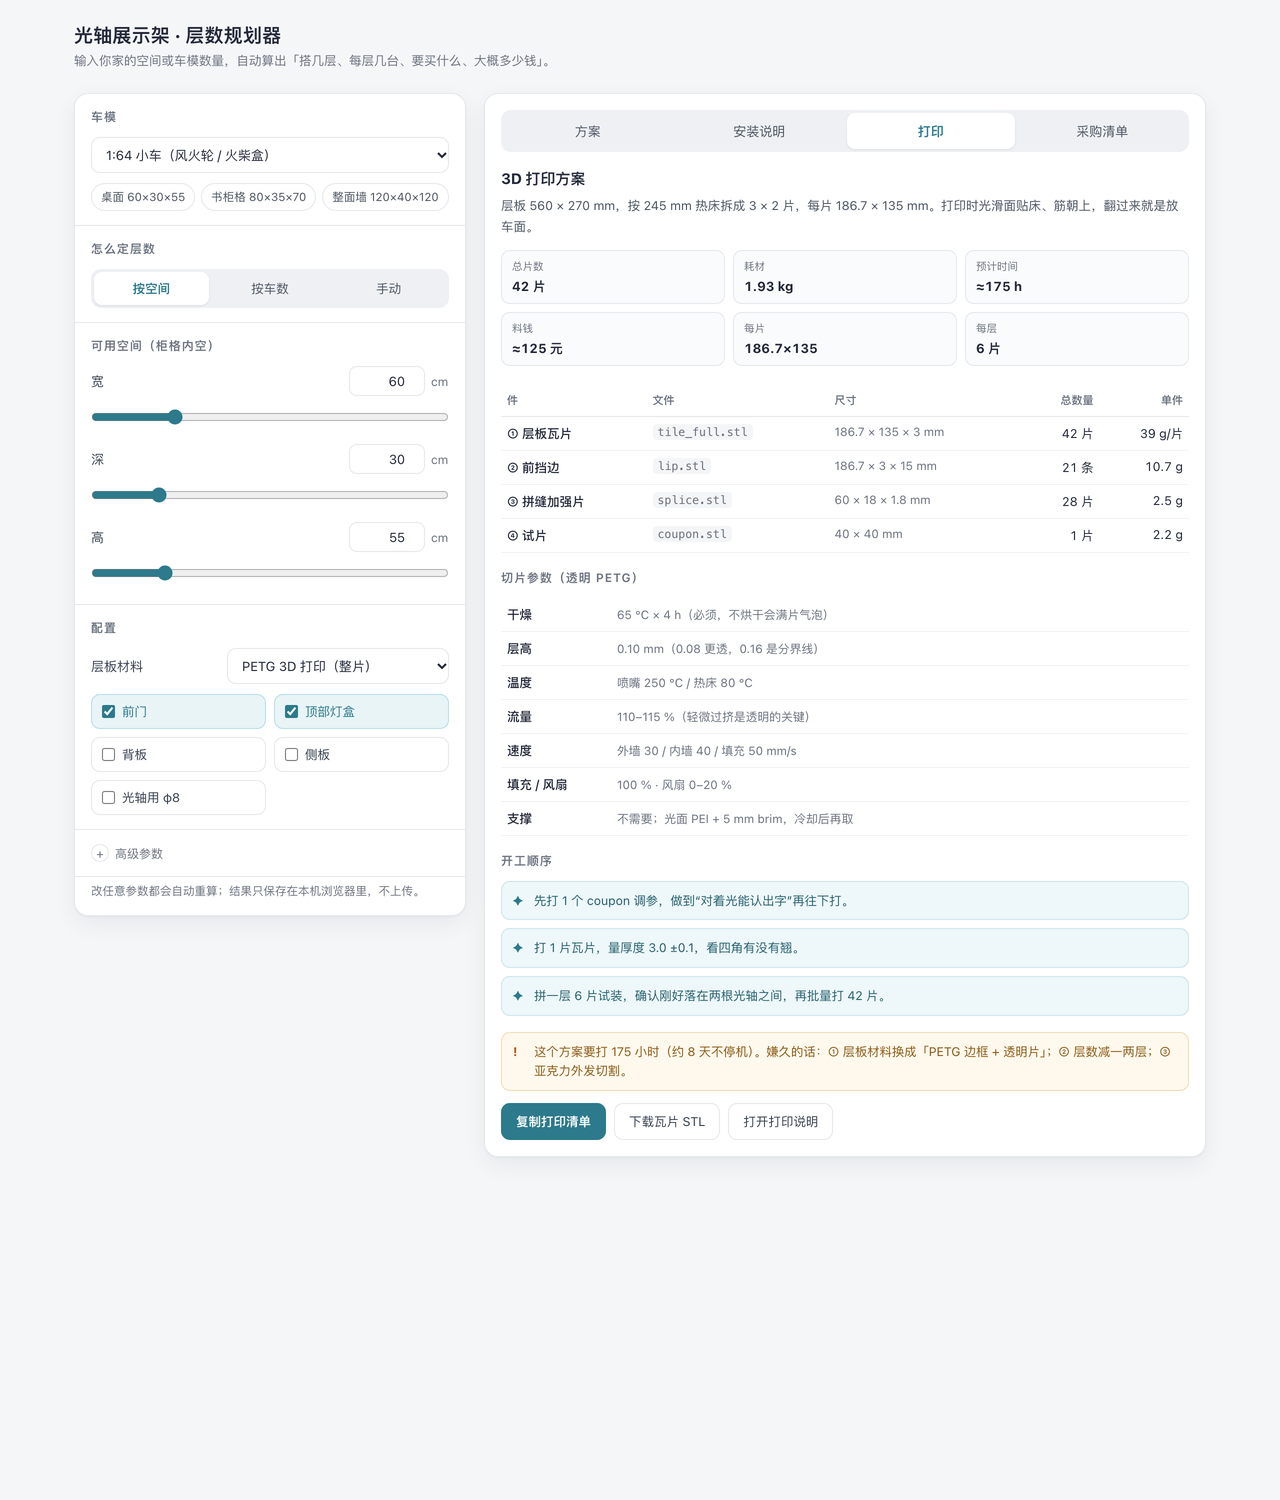 光轴展示架 · 层数规划器
输入你家的空间或车模数量，自动算出「搭几层、每层几台、要买什么、大概多少钱」。
车模
1:64 小车（风火轮 / 火柴盒）
桌面 60×30×55
书柜格 80×35×70
整面墙 120×40×120
怎么定层数
按空间
按车数
手动
可用空间（柜格内空）
宽
60
cm
深
30
cm
高
55
cm
配置
层板材料
PETG 3D 打印（整片）
前门
顶部灯盒
背板
侧板
光轴用 φ8
+ 高级参数
改任意参数都会自动重算；结果只保存在本机浏览器里，不上传。
方案
安装说明
打印
采购清单
3D 打印方案
层板 560 × 270 mm，按 245 mm 热床拆成 3 × 2 片，每片 186.7 × 135 mm。打印时光滑面贴床、筋朝上，翻过来就是放
车面。
总片数
42 片
耗材
1.93 kg
预计时间
≈175 h
料钱
≈125 元
每片
186.7×135
每层
6 片
件 文件 尺寸 总数量 单件
① 层板瓦片 tile_full.stl 186.7 × 135 × 3 mm 42 片 39 g/片
② 前挡边 lip.stl 186.7 × 3 × 15 mm 21 条 10.7 g
③ 拼缝加强片 splice.stl 60 × 18 × 1.8 mm 28 片 2.5 g
④ 试片 coupon.stl 40 × 40 mm 1 片 2.2 g
切片参数（透明 PETG）
干燥 65 °C × 4 h（必须，不烘干会满片气泡）
层高 0.10 mm（0.08 更透，0.16 是分界线）
温度 喷嘴 250 °C / 热床 80 °C
流量 110–115 %（轻微过挤是透明的关键）
速度 外墙 30 / 内墙 40 / 填充 50 mm/s
填充 / 风扇 100 % · 风扇 0–20 %
支撑 不需要；光面 PEI + 5 mm brim，冷却后再取
开工顺序
✦ 先打 1 个 coupon 调参，做到“对着光能认出字”再往下打。
✦ 打 1 片瓦片，量厚度 3.0 ±0.1，看四角有没有翘。
✦ 拼一层 6 片试装，确认刚好落在两根光轴之间，再批量打 42 片。
! 这个方案要打 175 小时（约 8 天不停机）。嫌久的话：① 层板材料换成「PETG 边框 + 透明片」；② 层数减一两层；③
亚克力外发切割。
复制打印清单
下载瓦片 STL
打开打印说明